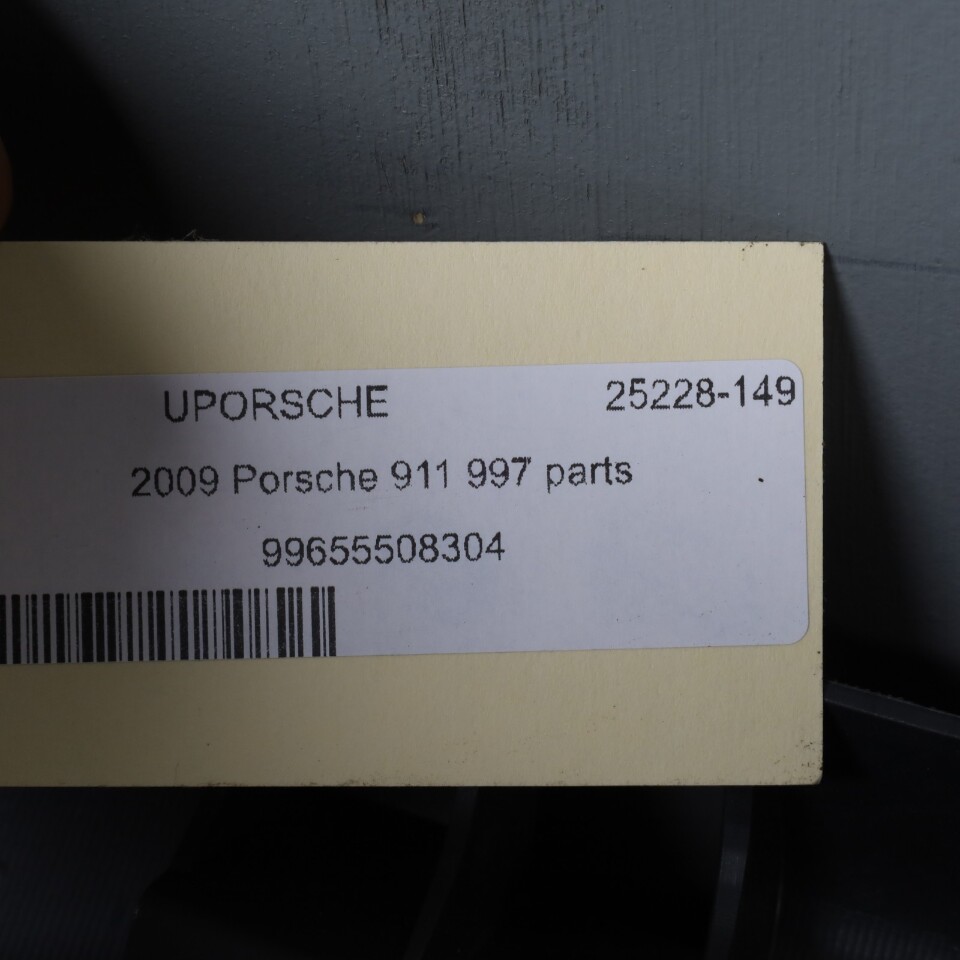 UPORSCHE 25228-149
2009 Porsche 911 997 parts
99655508304